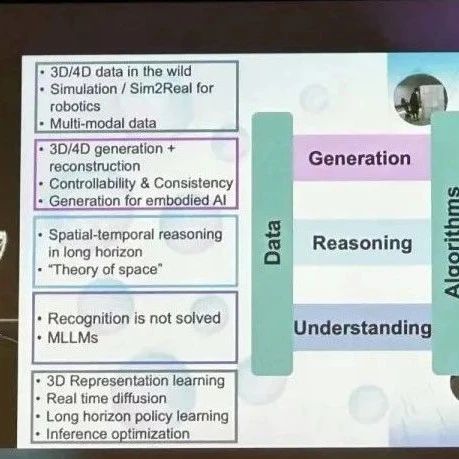 • 3D/4D data in the wild
• Simulation / Sim2Real for
robotics
• Multi-modal data
• 3D/4D generation +
reconstruction
• Controllability & Consistency
• Generation for embodied AI
• Spatial-temporal reasoning
in long horizon
• “Theory of space”
• Recognition is not solved
• MLLMs
• 3D Representation learning
• Real time diffusion
• Long horizon policy learning
• Inference optimization
Data
Generation
Reasoning
Understanding
Algorithms